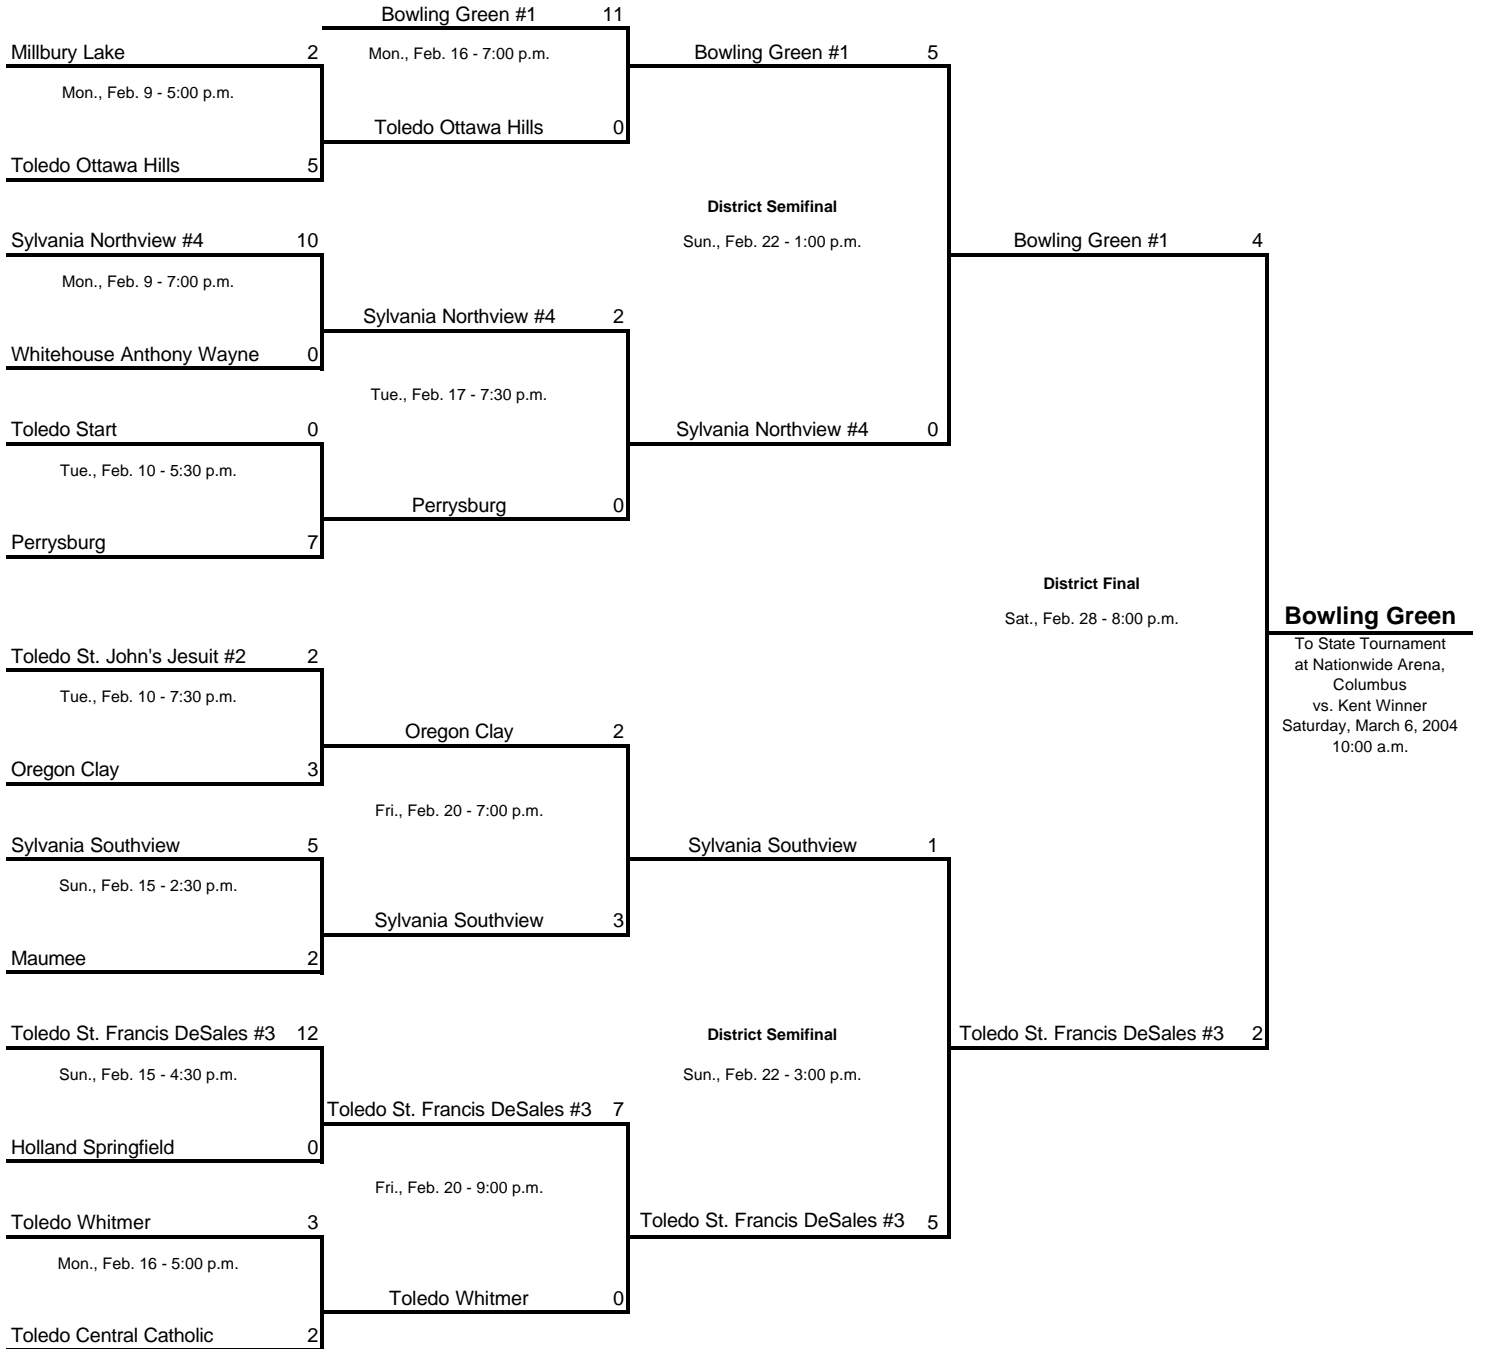 Bowling Green #1 11
Millbury Lake 2
Mon., Feb. 16 - 7:00 p.m.
Bowling Green #1 5
Mon., Feb. 9 - 5:00 p.m.
Toledo Ottawa Hills 0
Toledo Ottawa Hills 5
District Semifinal
Sylvania Northview #4 10
Sun., Feb. 22 - 1:00 p.m.
Bowling Green #1 4
Mon., Feb. 9 - 7:00 p.m.
Sylvania Northview #4 2
Whitehouse Anthony Wayne 0
Tue., Feb. 17 - 7:30 p.m.
Toledo Start 0
Sylvania Northview #4 0
Tue., Feb. 10 - 5:30 p.m.
Perrysburg 0
Perrysburg 7
District Final
Sat., Feb. 28 - 8:00 p.m.
Bowling Green
To State Tournament
at Nationwide Arena,
Columbus
vs. Kent Winner
Saturday, March 6, 2004
10:00 a.m.
Toledo St. John's Jesuit #2 2
Tue., Feb. 10 - 7:30 p.m.
Oregon Clay 2
Oregon Clay 3
Fri., Feb. 20 - 7:00 p.m.
Sylvania Southview 5
Sylvania Southview 1
Sun., Feb. 15 - 2:30 p.m.
Sylvania Southview 3
Maumee 2
Toledo St. Francis DeSales #3 12
District Semifinal
Toledo St. Francis DeSales #3 2
Sun., Feb. 15 - 4:30 p.m.
Sun., Feb. 22 - 3:00 p.m.
Toledo St. Francis DeSales #3 7
Holland Springfield 0
Fri., Feb. 20 - 9:00 p.m.
Toledo Whitmer 3
Toledo St. Francis DeSales #3 5
Mon., Feb. 16 - 5:00 p.m.
Toledo Whitmer 0
Toledo Central Catholic 2